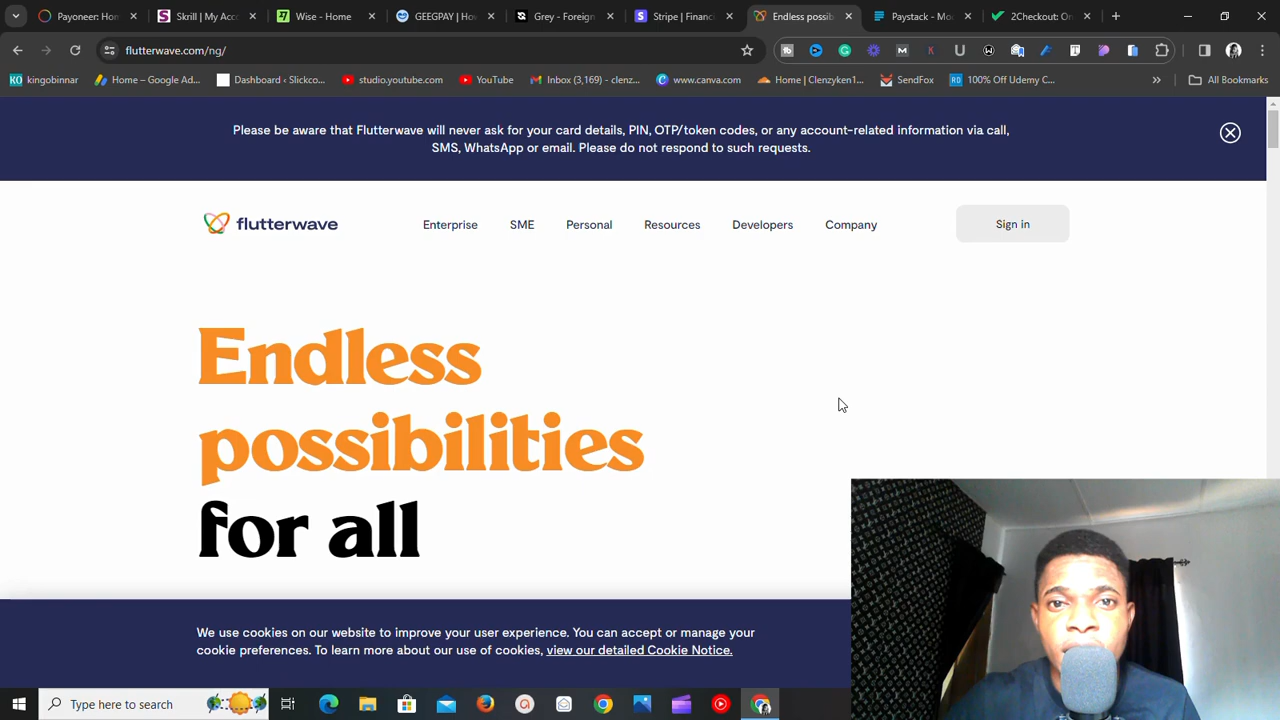 Payoneer: Hom
Skrill | My Acco
Wise - Home
GEEGPAY | Hov
Grey - Foreign
Stripe | Financi
Endless possib
Paystack - Mo
2Checkout: On
flutterwave.com/ng/
kingobinnar
Home – Google Ad...
Dashboard ‹ Slickco...
studio.youtube.com
YouTube
Inbox (3,169) - clenz...
www.canva.com
Home | Clenzyken1...
SendFox
100% Off Udemy C...
All Bookmarks
Please be aware that Flutterwave will never ask for your card details, PIN, OTP/token codes, or any account-related information via call,
SMS, WhatsApp or email. Please do not respond to such requests.
flutterwave
Enterprise
SME
Personal
Resources
Developers
Company
Sign in
Endless
possibilities
for all
We use cookies on our website to improve your user experience. You can accept or manage your
cookie preferences. To learn more about our use of cookies, view our detailed Cookie Notice.
Type here to search